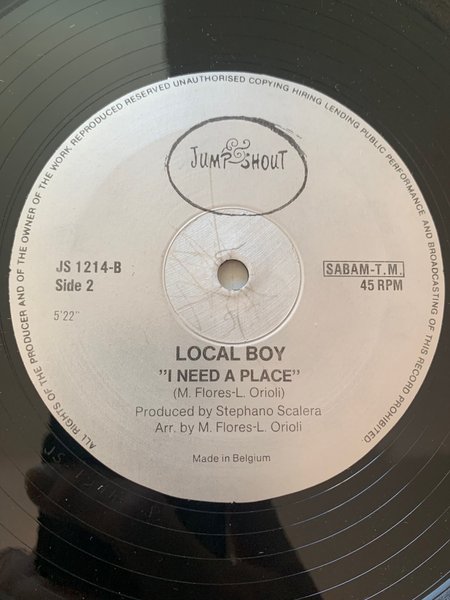 ALL RIGHTS OF THE PRODUCER AND OF THE OWNER OF THE WORK REPRODUCED RESERVED UNAUTHORISED COPYING HIRING LENDING PUBLIC PERFORMANCE AND BROADCASTING OF THIS RECORD PROHIBITED
JUMP & SHOUT
JS 1214-B
Side 2
SABAM-T.M.
45 RPM
5'22"
LOCAL BOY
"I NEED A PLACE"
(M. Flores-L. Orioli)
Produced by Stephano Scalera
Arr. by M. Flores-L. Orioli
Made in Belgium